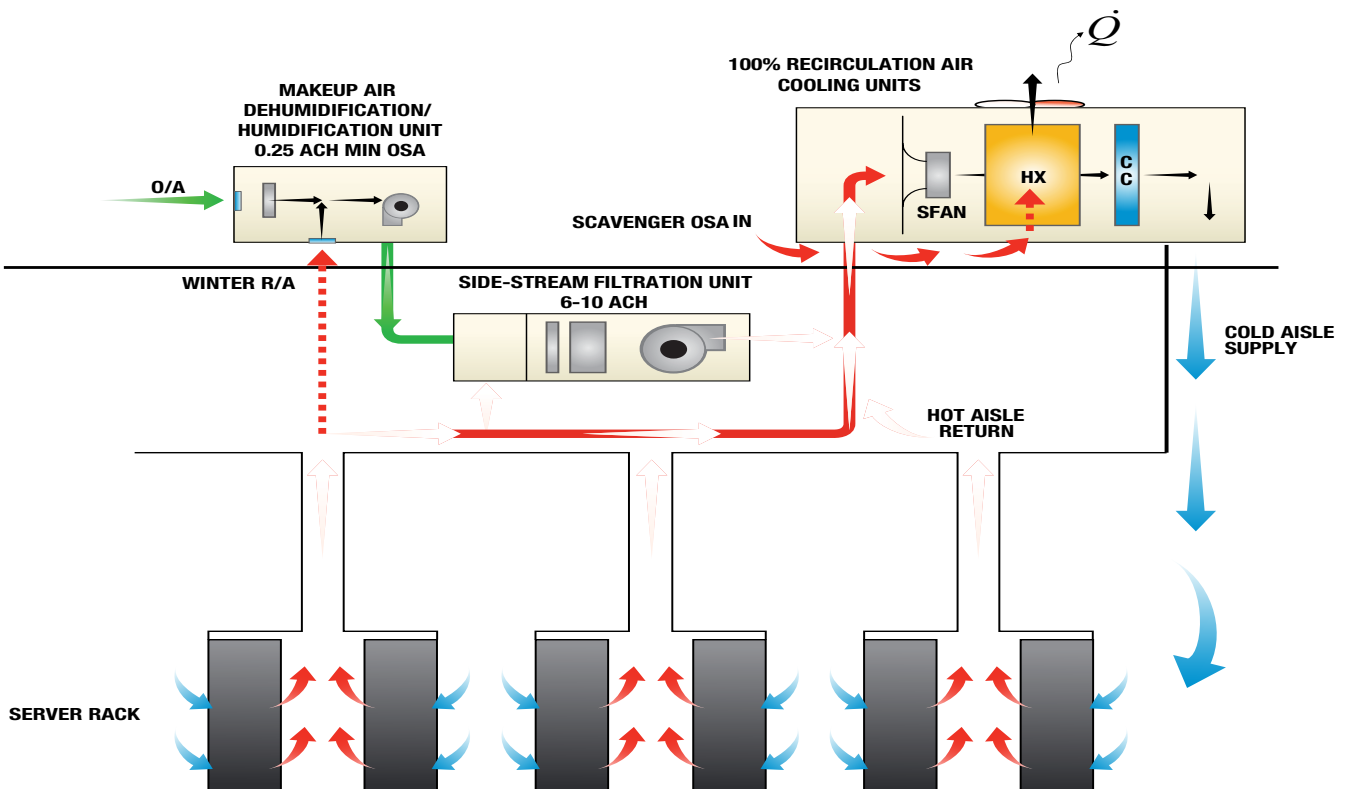 Q̇
100% RECIRCULATION AIR
COOLING UNITS
MAKEUP AIR
DEHUMIDIFICATION/
HUMIDIFICATION UNIT
0.25 ACH MIN OSA
O/A
HX
C
C
SFAN
SCAVENGER OSA IN
WINTER R/A
SIDE-STREAM FILTRATION UNIT
6-10 ACH
COLD AISLE
SUPPLY
HOT AISLE
RETURN
SERVER RACK